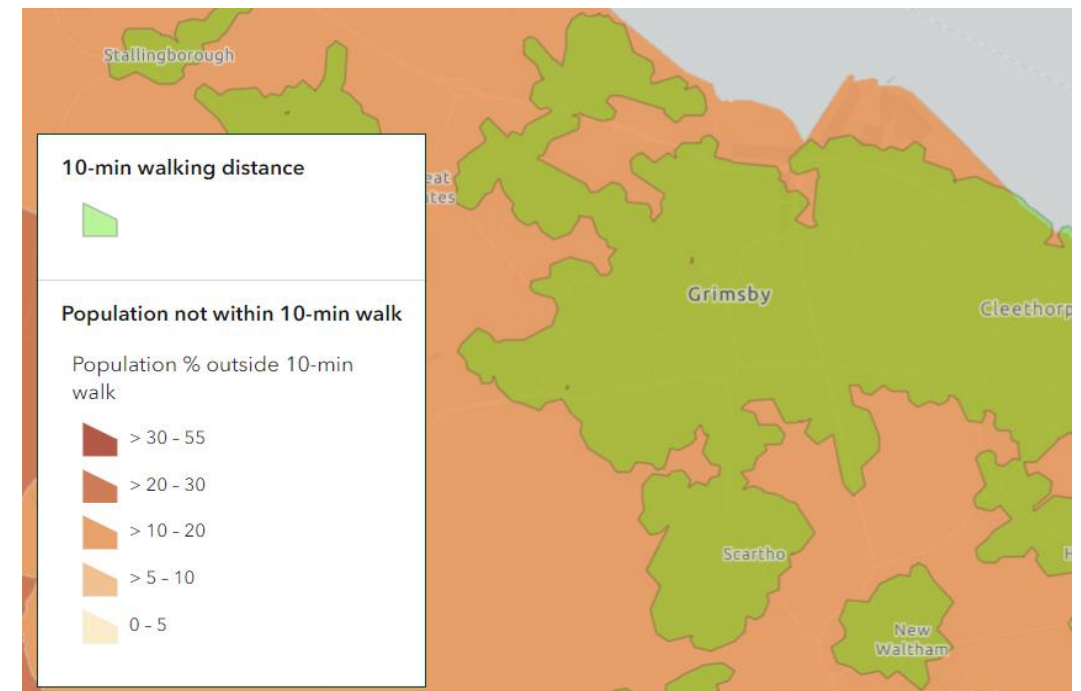 Stallingborough
10-min walking distance
Grimsby
Population not within 10-min walk
Population % outside 10-min
walk
> 30 - 55
> 20 - 30
> 10 - 20
> 5 - 10
0 - 5
Scartho
New
Waltham